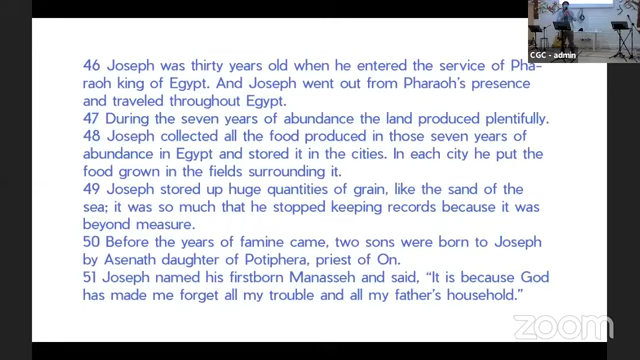 46 Joseph was thirty years old when he entered the service of Pha-
raoh king of Egypt. And Joseph went out from Pharaoh's presence
and traveled throughout Egypt.
47 During the seven years of abundance the land produced plentifully.
48 Joseph collected all the food produced in those seven years of
abundance in Egypt and stored it in the cities. In each city he put the
food grown in the fields surrounding it.
49 Joseph stored up huge quantities of grain, like the sand of the
sea; it was so much that he stopped keeping records because it was
beyond measure.
50 Before the years of famine came, two sons were born to Joseph
by Asenath daughter of Potiphera, priest of On.
51 Joseph named his firstborn Manasseh and said, “It is because God
has made me forget all my trouble and all my father's household.”
CGC - admin
zoom